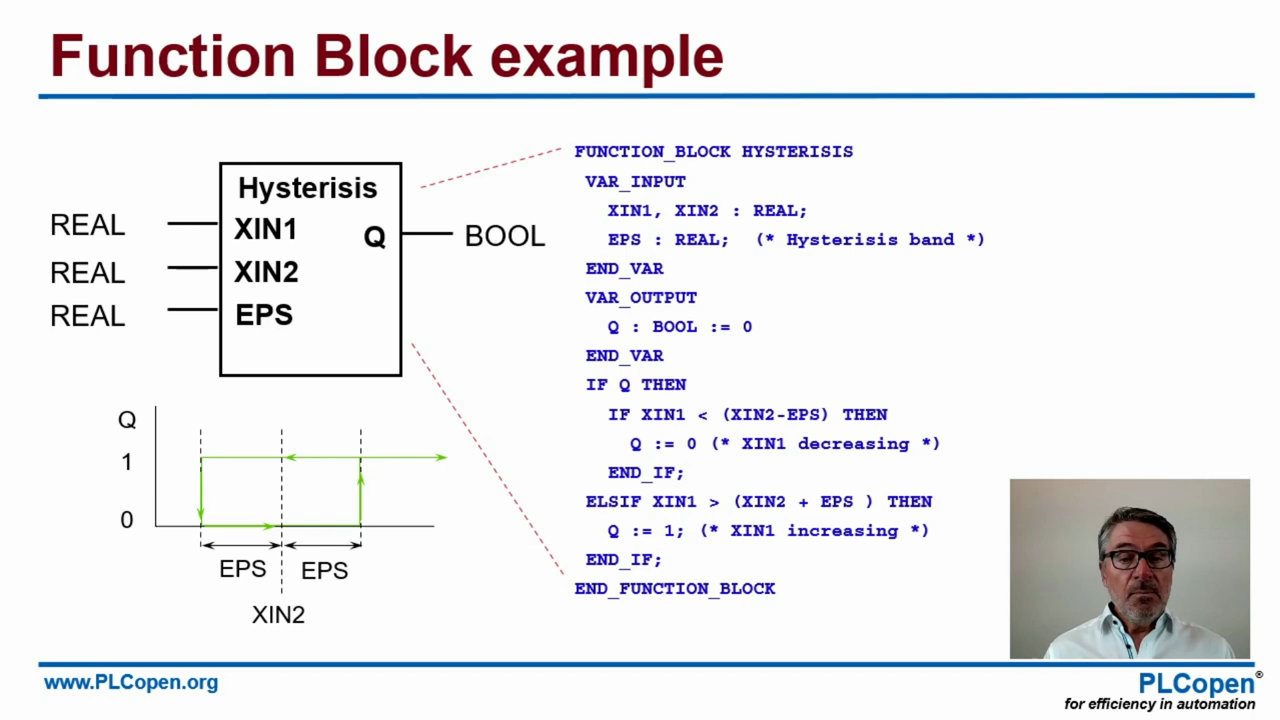 Function Block example
Hysterisis
REAL XIN1 Q BOOL
REAL XIN2
REAL EPS
FUNCTION_BLOCK HYSTERISIS
VAR_INPUT
XIN1, XIN2 : REAL;
EPS : REAL; (* Hysterisis band *)
END_VAR
VAR_OUTPUT
Q : BOOL := 0
END_VAR
IF Q THEN
IF XIN1 < (XIN2-EPS) THEN
Q := 0 (* XIN1 decreasing *)
END_IF;
ELSIF XIN1 > (XIN2 + EPS ) THEN
Q := 1; (* XIN1 increasing *)
END_IF;
END_FUNCTION_BLOCK
Q
1
0
EPS EPS
XIN2
www.PLCopen.org
PLCopen®
for efficiency in automation